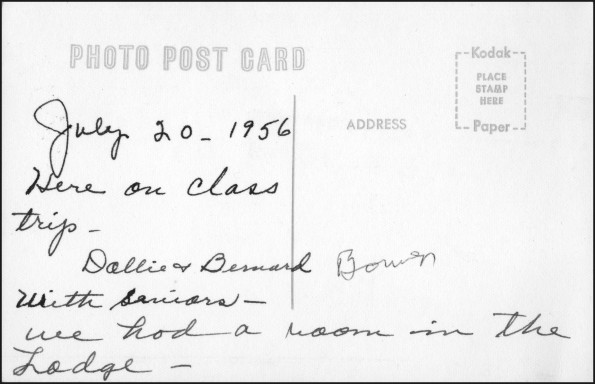 PHOTO POST CARD
Kodak
PLACE
STAMP
HERE
Paper
ADDRESS
July 20 - 1956
Here on class
trip -
Dollie & Bernard Bowen
With seniors -
we had a room in the
Lodge -